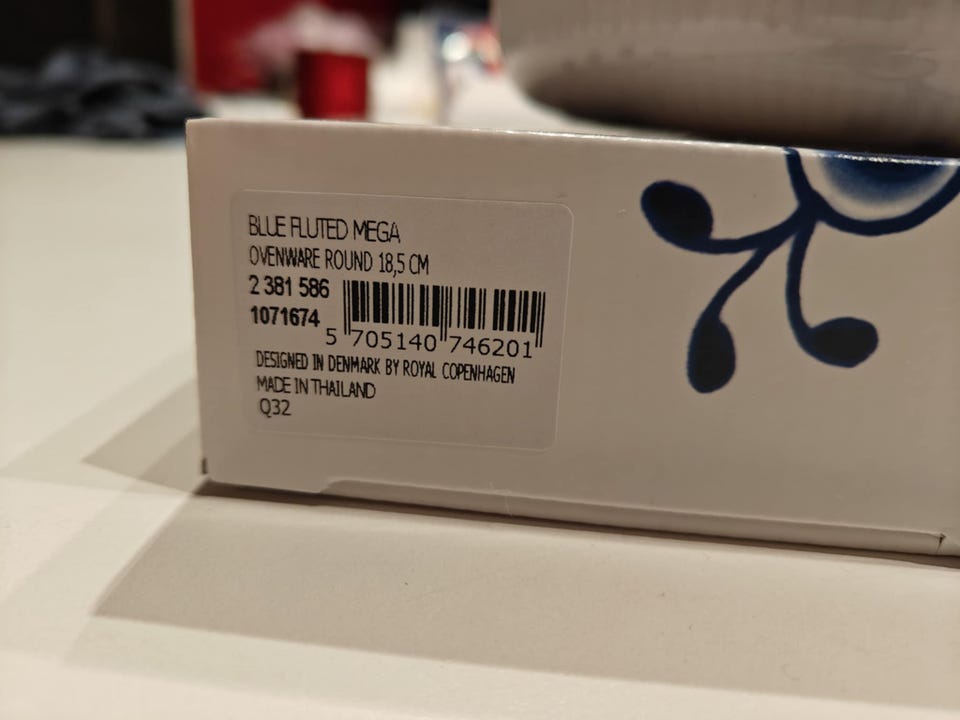 BLUE FLUTED MEGA
OVENWARE ROUND 18,5 CM
2 381 586
1071674
5 705140 746201
DESIGNED IN DENMARK BY ROYAL COPENHAGEN
MADE IN THAILAND
Q32